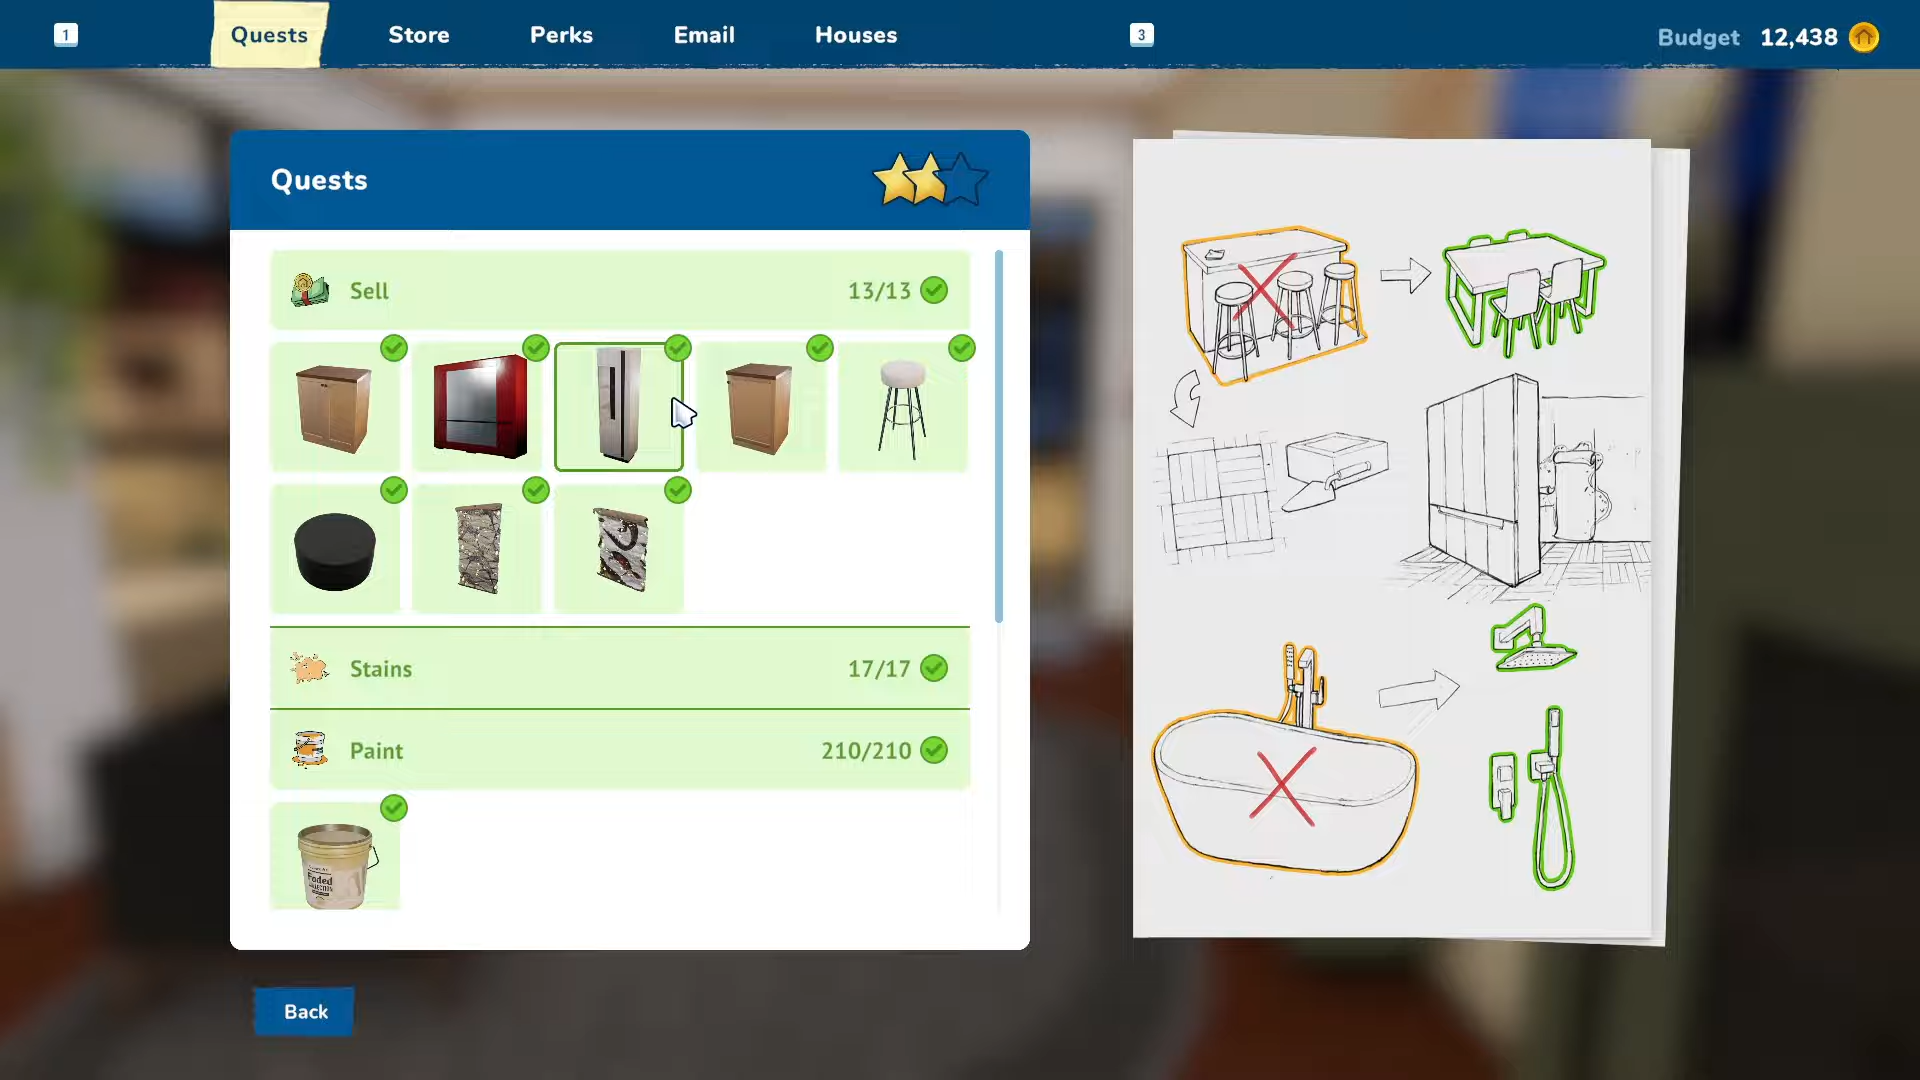 1
Quests
Store
Perks
Email
Houses
3
Budget 12,438
Quests
Sell 13/13
Stains 17/17
Paint 210/210
Foded
Back